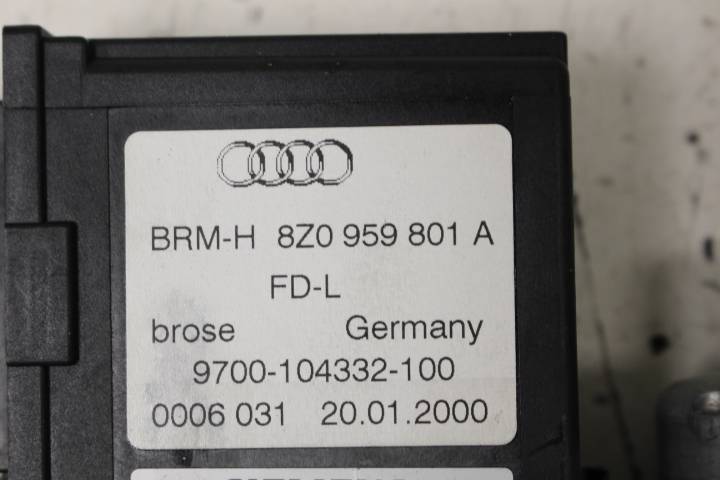 BRM-H 8Z0 959 801 A
FD-L
brose Germany
9700-104332-100
0006 031 20.01.2000